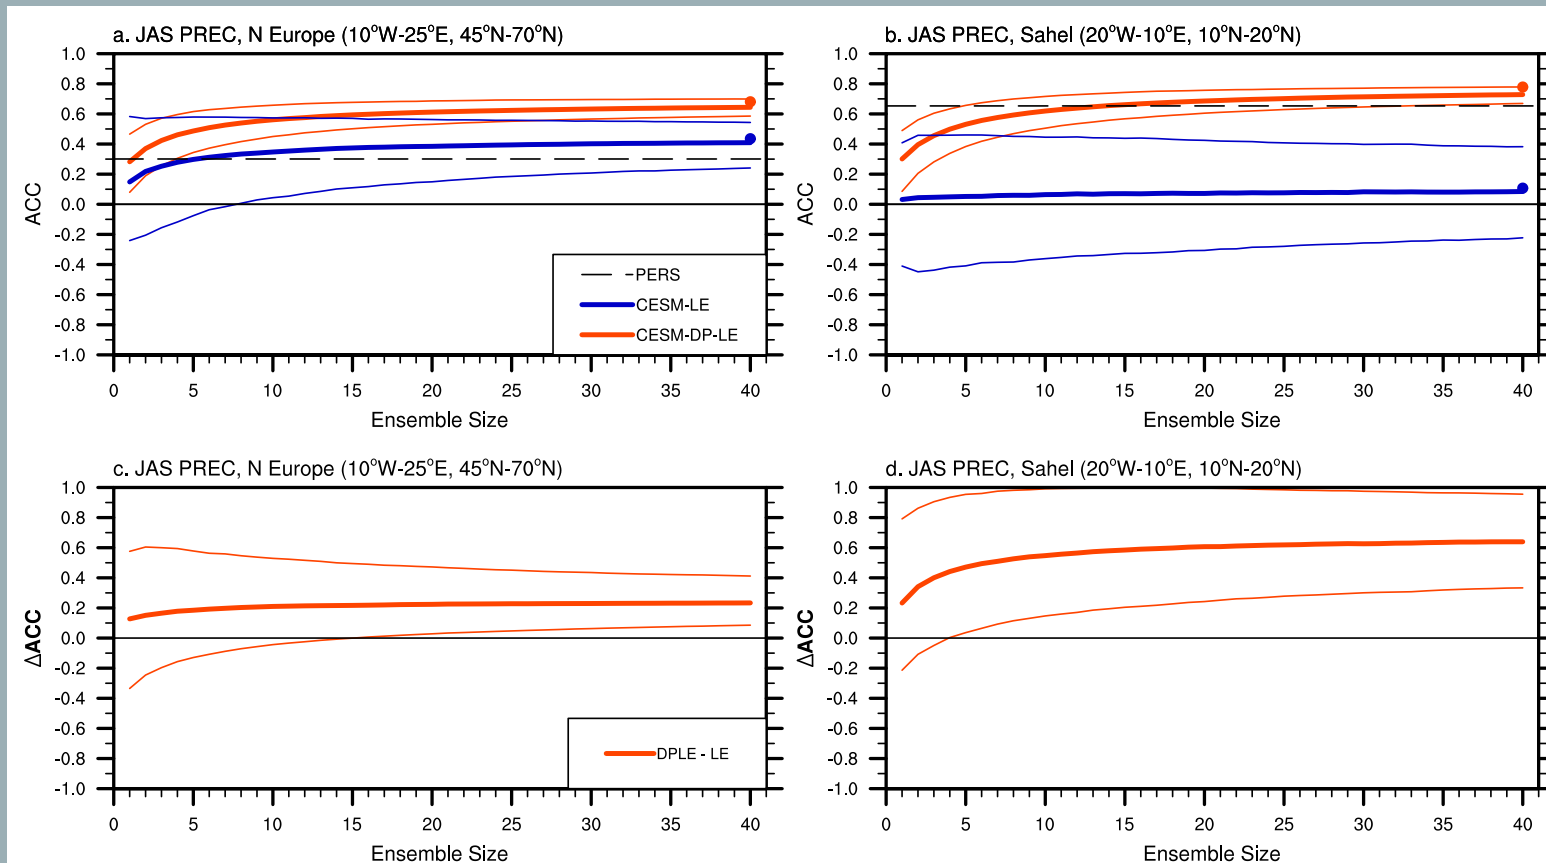 a. JAS PREC, N Europe (10°W-25°E, 45°N-70°N)
1.0
0.8
0.6
0.4
0.2
0.0
-0.2
-0.4
-0.6
-0.8
-1.0
ACC
PERS
CESM-LE
CESM-DP-LE
0 5 10 15 20 25 30 35 40
Ensemble Size
b. JAS PREC, Sahel (20°W-10°E, 10°N-20°N)
1.0
0.8
0.6
0.4
0.2
0.0
-0.2
-0.4
-0.6
-0.8
-1.0
ACC
0 5 10 15 20 25 30 35 40
Ensemble Size
c. JAS PREC, N Europe (10°W-25°E, 45°N-70°N)
1.0
0.8
0.6
0.4
0.2
0.0
-0.2
-0.4
-0.6
-0.8
-1.0
ΔACC
DPLE - LE
0 5 10 15 20 25 30 35 40
Ensemble Size
d. JAS PREC, Sahel (20°W-10°E, 10°N-20°N)
1.0
0.8
0.6
0.4
0.2
0.0
-0.2
-0.4
-0.6
-0.8
-1.0
ΔACC
0 5 10 15 20 25 30 35 40
Ensemble Size